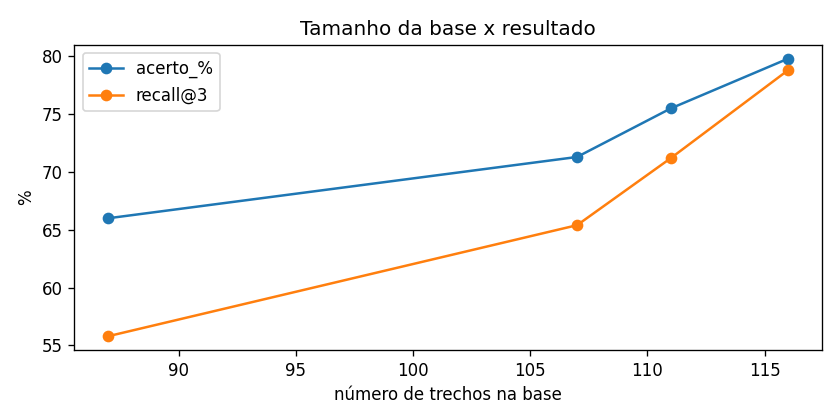 Tamanho da base x resultado
acerto_%
recall@3
80
75
70
65
60
55
%
90 95 100 105 110 115
número de trechos na base